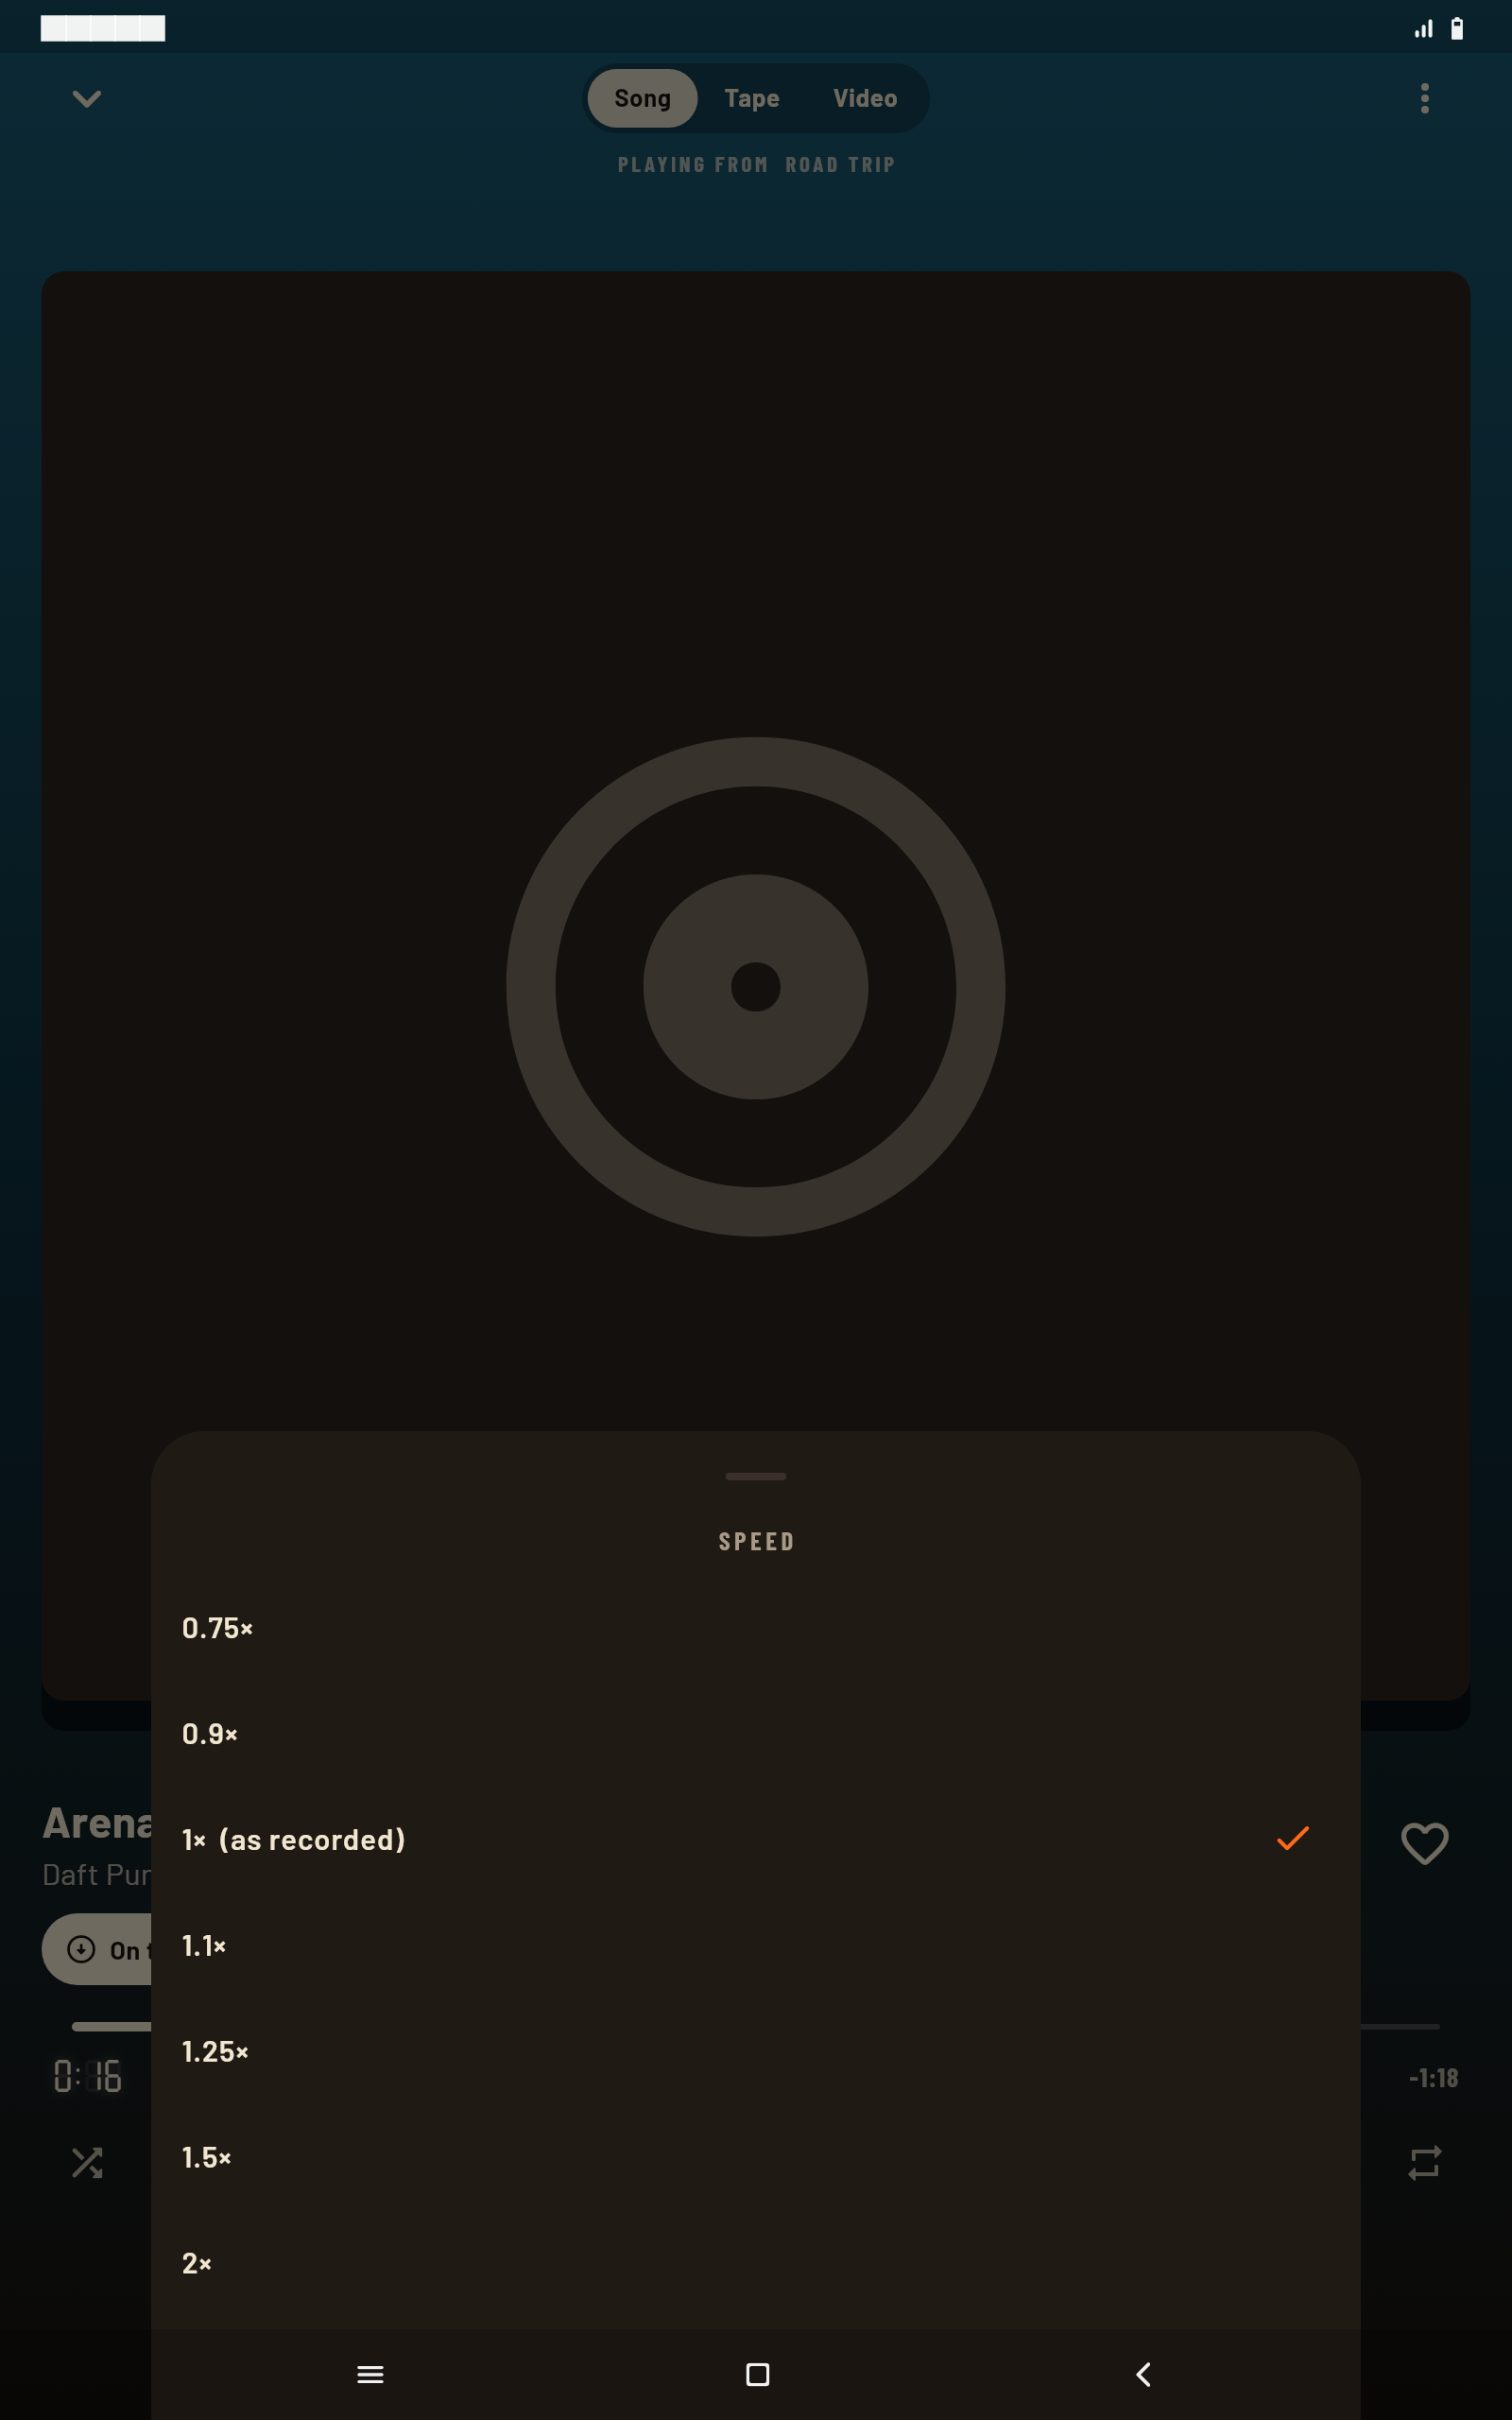 Song Tape Video
PLAYING FROM ROAD TRIP
SPEED
0.75×
0.9×
Arena
1× (as recorded)
Daft
On
1.1×
1.25×
0:16
-1:18
1.5×
2×